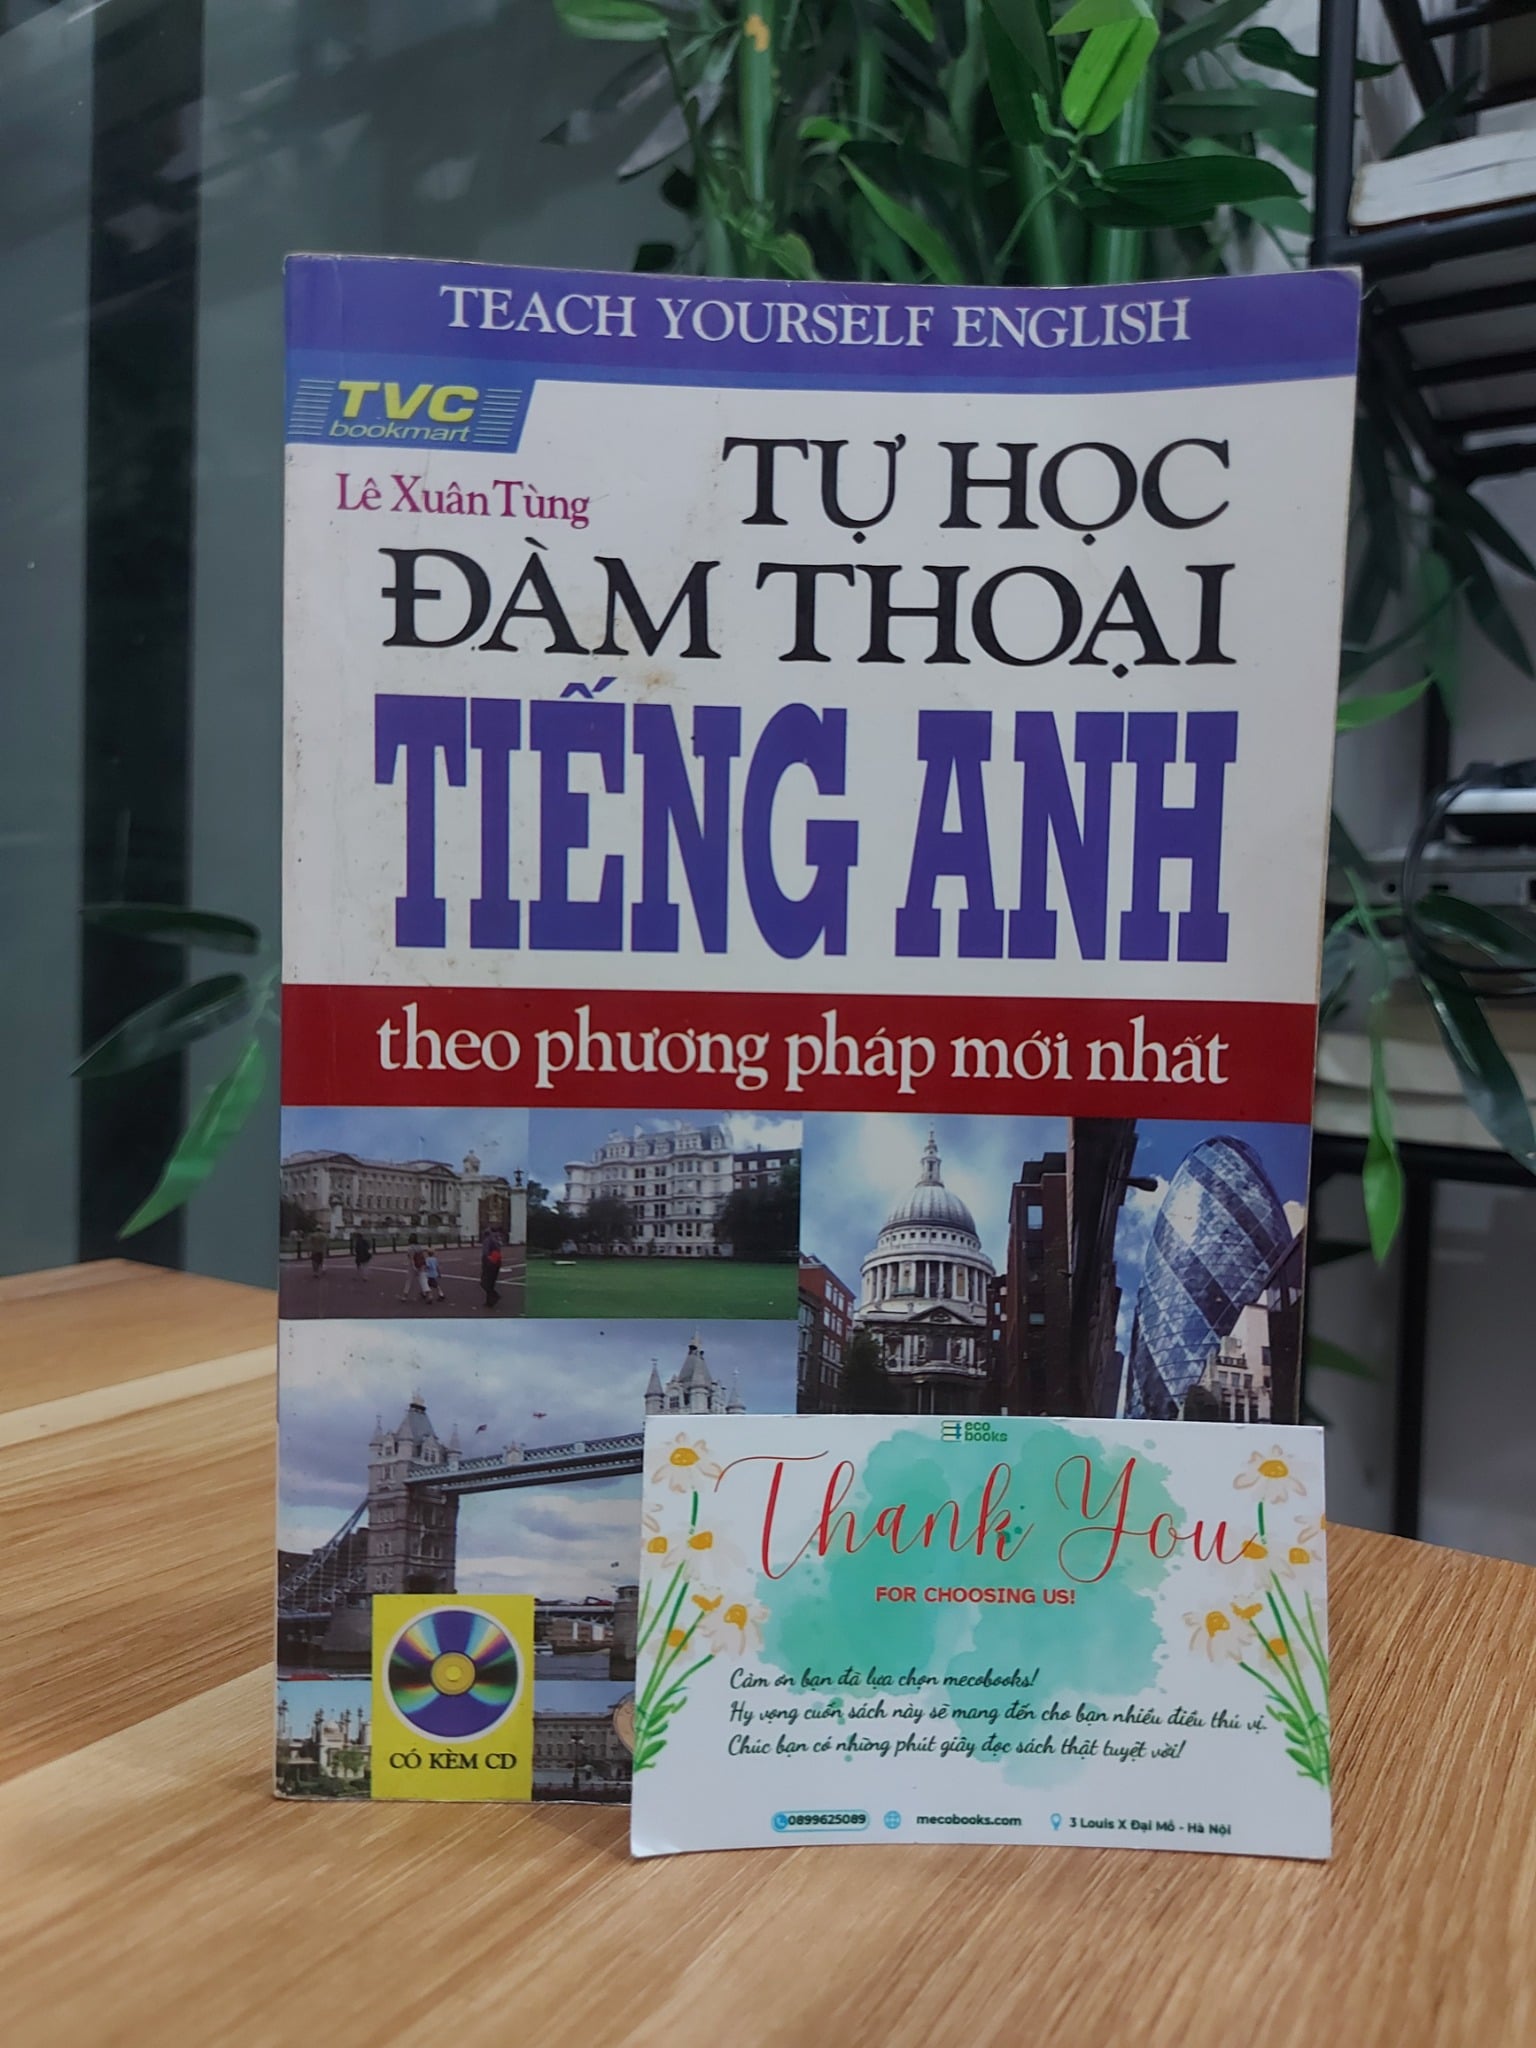 TEACH YOURSELF ENGLISH
TVC
bookmart
Lê Xuân Tùng
TỰ HỌC
ĐÀM THOẠI
TIẾNG ANH
theo phương pháp mới nhất
CÓ KÈM CD
eco
books
Thank You
FOR CHOOSING US!
Cảm ơn bạn đã lựa chọn mecobooks!
Hy vọng cuốn sách này sẽ mang đến cho bạn nhiều điều thú vị.
Chúc bạn có những phút giây đọc sách thật tuyệt vời!
0899625089 mecobooks.com 3 Louis X Đại Mỗ - Hà Nội